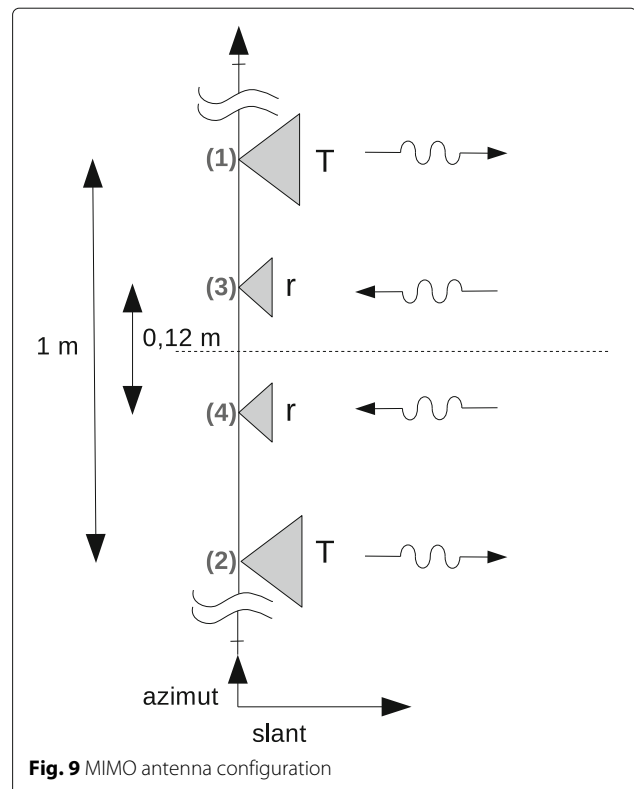 (1) T
(3) r
0,12 m
1 m
(4) r
(2) T
azimut
slant
Fig. 9 MIMO antenna configuration